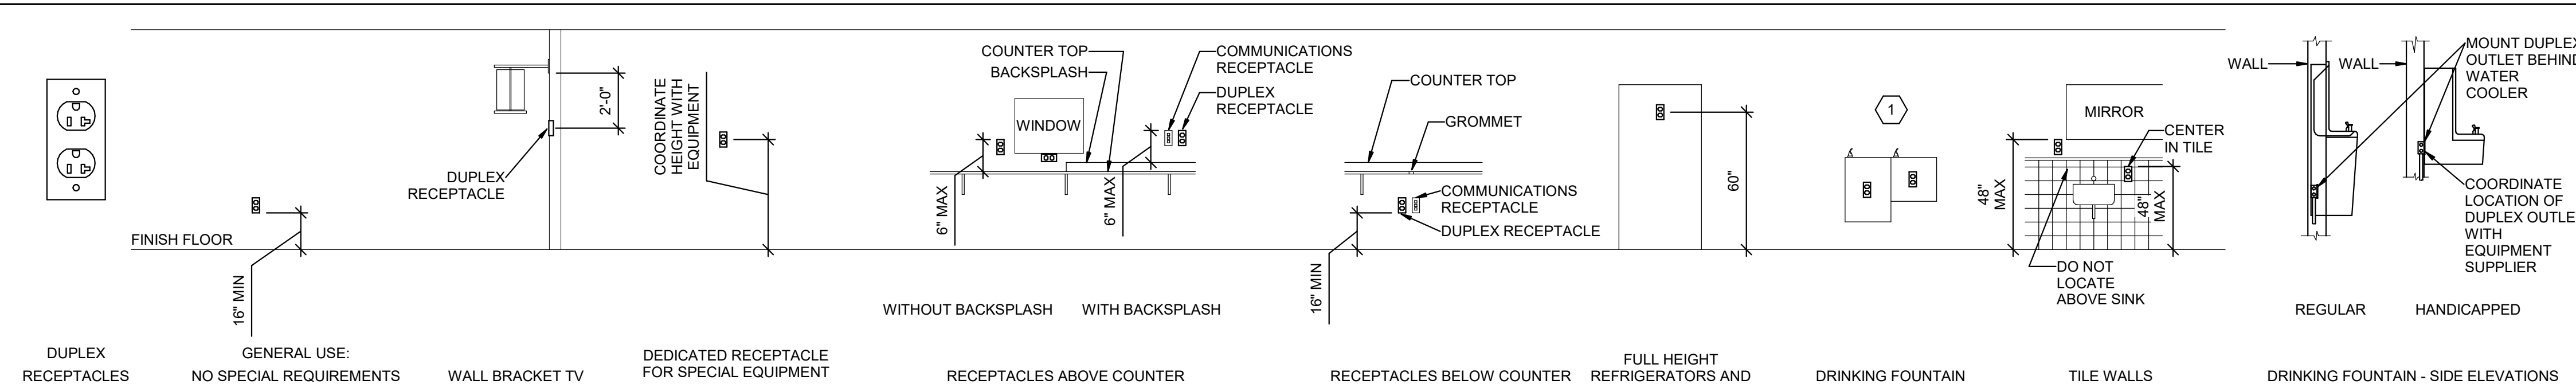 DUPLEX
RECEPTACLES
FINISH FLOOR
16" MIN
GENERAL USE:
NO SPECIAL REQUIREMENTS
2'-0"
DUPLEX
RECEPTACLE
WALL BRACKET TV
COORDINATE
HEIGHT WITH
EQUIPMENT
DEDICATED RECEPTACLE
FOR SPECIAL EQUIPMENT
COUNTER TOP
BACKSPLASH
WINDOW
COMMUNICATIONS
RECEPTACLE
DUPLEX
RECEPTACLE
6" MAX
6" MAX
WITHOUT BACKSPLASH
WITH BACKSPLASH
RECEPTACLES ABOVE COUNTER
COUNTER TOP
GROMMET
COMMUNICATIONS
RECEPTACLE
DUPLEX RECEPTACLE
16" MIN
RECEPTACLES BELOW COUNTER
60"
FULL HEIGHT
REFRIGERATORS AND
1
DRINKING FOUNTAIN
MIRROR
CENTER
IN TILE
48"
MAX
48"
MAX
DO NOT
LOCATE
ABOVE SINK
TILE WALLS
WALL
WALL
MOUNT DUPLEX
OUTLET BEHIND
WATER
COOLER
COORDINATE
LOCATION OF
DUPLEX OUTLE
WITH
EQUIPMENT
SUPPLIER
REGULAR
HANDICAPPED
DRINKING FOUNTAIN - SIDE ELEVATIONS